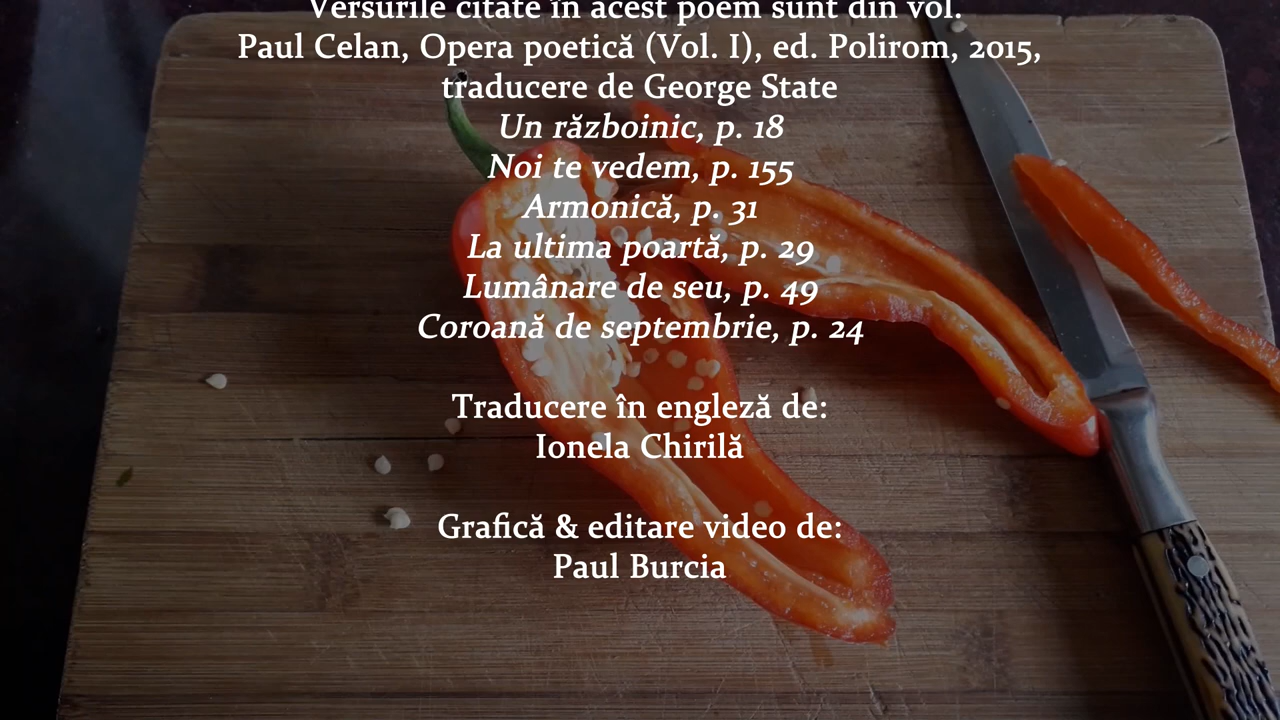 Versurile citate în acest poem sunt din vol.
Paul Celan, Opera poetică (Vol. I), ed. Polirom, 2015,
traducere de George State
Un războinic, p. 18
Noi te vedem, p. 155
Armonică, p. 31
La ultima poartă, p. 29
Lumânare de seu, p. 49
Coroană de septembrie, p. 24
Traducere în engleză de:
Ionela Chirilă
Grafică & editare video de:
Paul Burcia